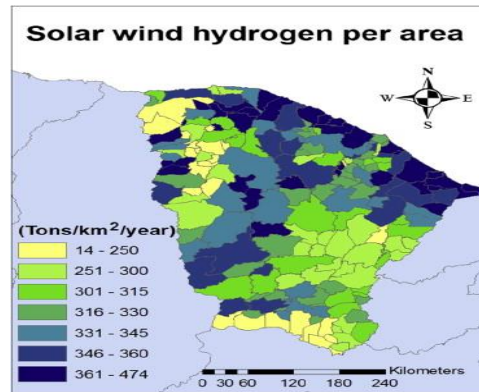 Solar wind hydrogen per area
N
W E
S
(Tons/km²/year)
14 - 250
251 - 300
301 - 315
316 - 330
331 - 345
346 - 360
361 - 474
Kilometers
0 15 30 60 120 180 240